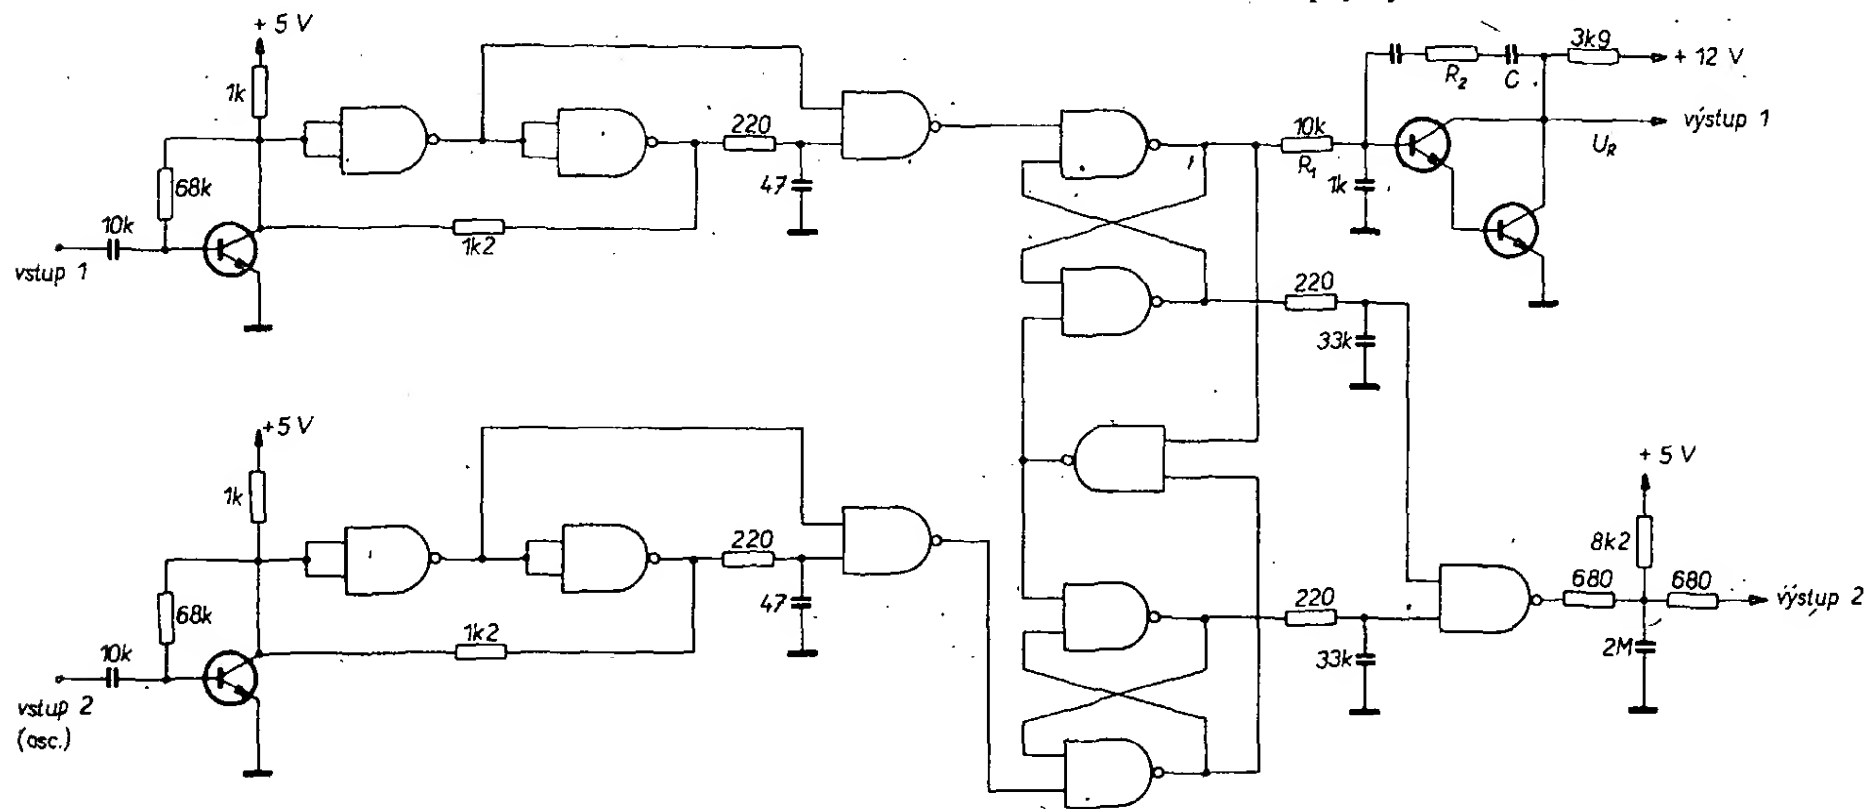 + 5 V
1k
68k
10k
vstup 1
1k2
220
47
10k
R1
1k
R2
C
3k9
+ 12 V
výstup 1
UR
220
33k
+5 V
1k
68k
10k
vstup 2
(osc.)
1k2
220
47
220
33k
+ 5 V
8k2
680
680
výstup 2
2M